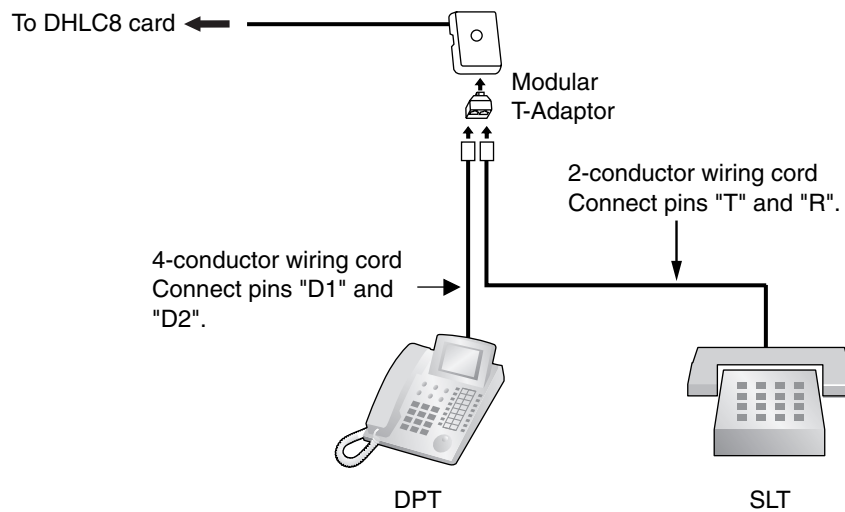 To DHLC8 card
Modular
T-Adaptor
2-conductor wiring cord
Connect pins "T" and "R".
4-conductor wiring cord
Connect pins "D1" and
"D2".
DPT
SLT